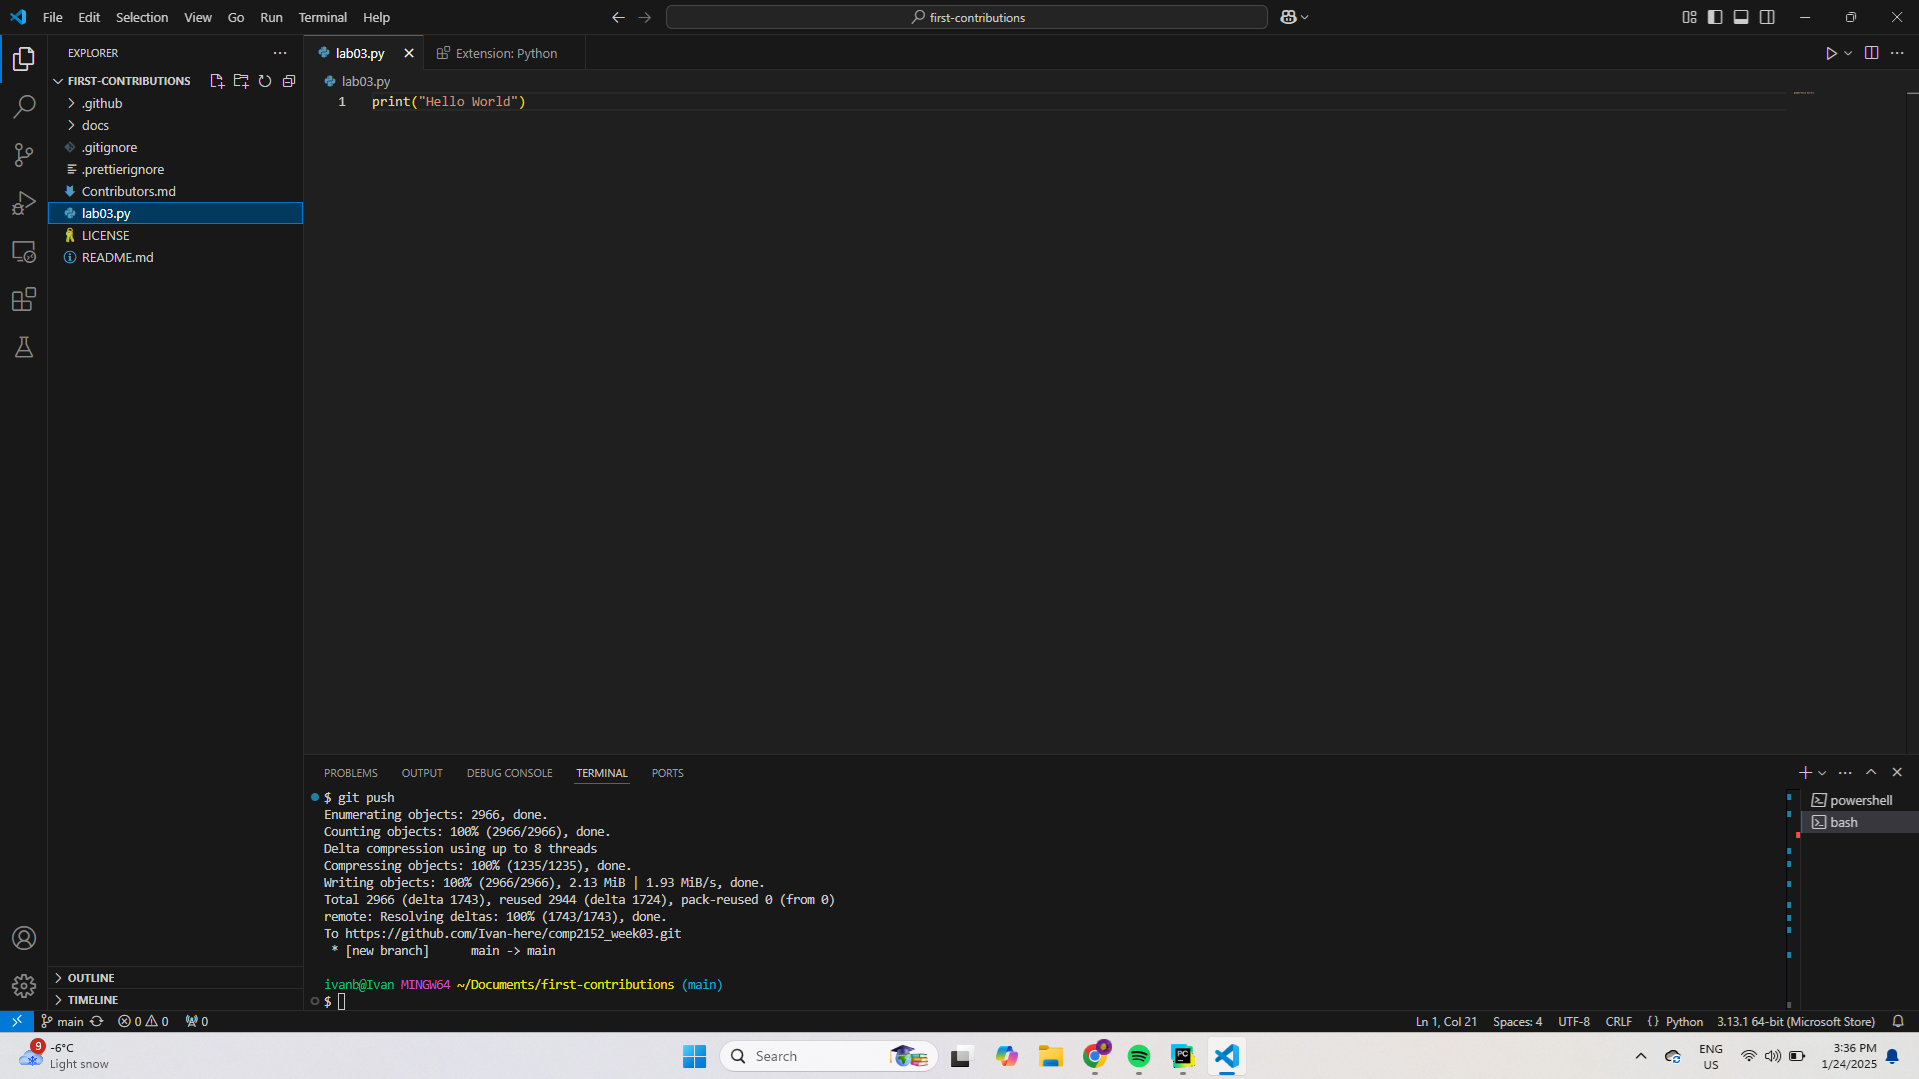 File Edit Selection View Go Run Terminal Help
first-contributions
EXPLORER
lab03.py
Extension: Python
FIRST-CONTRIBUTIONS
lab03.py
.github
1 print("Hello World")
docs
.gitignore
.prettierignore
Contributors.md
lab03.py
LICENSE
README.md
PROBLEMS OUTPUT DEBUG CONSOLE TERMINAL PORTS
$ git push
Enumerating objects: 2966, done.
Counting objects: 100% (2966/2966), done.
Delta compression using up to 8 threads
Compressing objects: 100% (1235/1235), done.
Writing objects: 100% (2966/2966), 2.13 MiB | 1.93 MiB/s, done.
Total 2966 (delta 1743), reused 2944 (delta 1724), pack-reused 0 (from 0)
remote: Resolving deltas: 100% (1743/1743), done.
To https://github.com/Ivan-here/comp2152_week03.git
* [new branch] main -> main
ivanb@Ivan MINGW64 ~/Documents/first-contributions (main)
$
powershell
bash
OUTLINE
TIMELINE
main 0 0 0
Ln 1, Col 21 Spaces: 4 UTF-8 CRLF {} Python 3.13.1 64-bit (Microsoft Store)
9
-6°C
Light snow
Search
PC
ENG
US
3:36 PM
1/24/2025